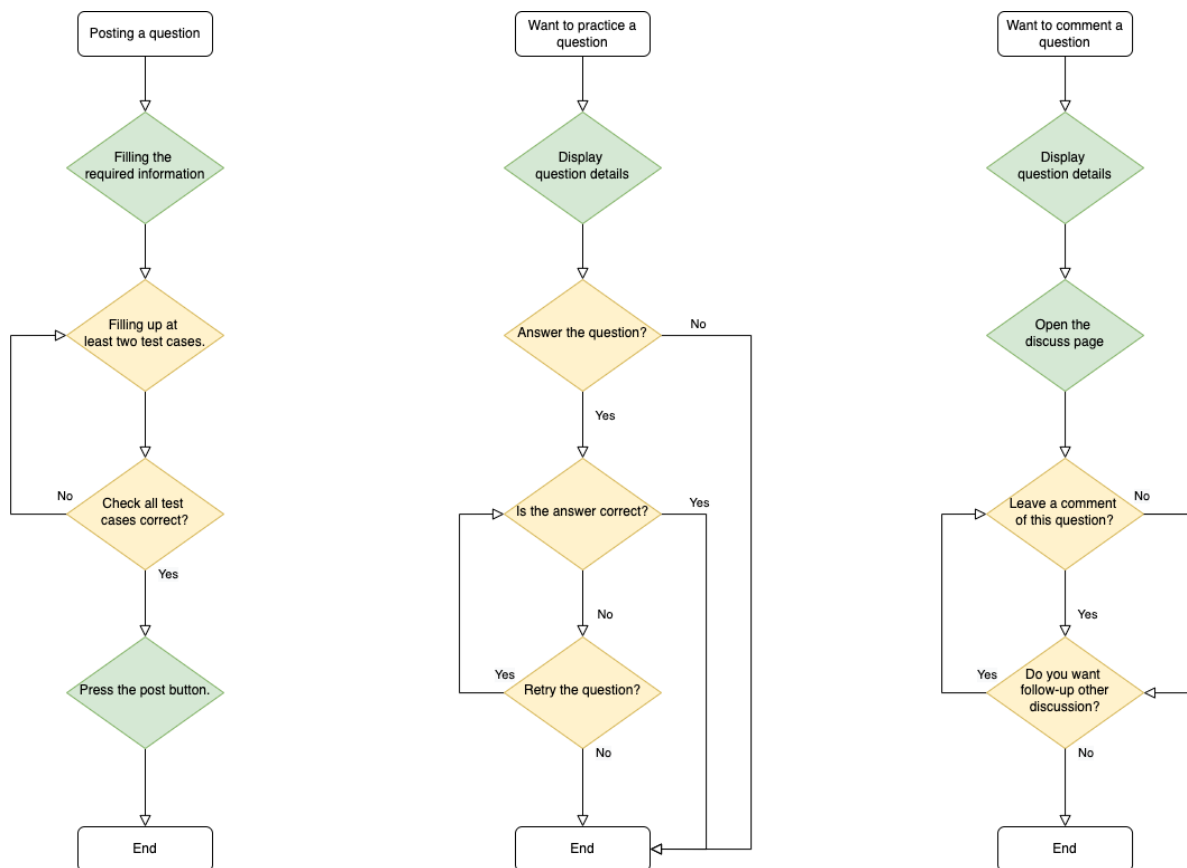 Posting a question
Filling the
required information
Filling up at
least two test cases.
No
Check all test
cases correct?
Yes
Press the post button.
End
Want to practice a
question
Display
question details
Answer the question?
No
Yes
Is the answer correct?
Yes
No
Yes
Retry the question?
No
End
Want to comment a
question
Display
question details
Open the
discuss page
Leave a comment
of this question?
No
Yes
Yes
Do you want
follow-up other
discussion?
No
End